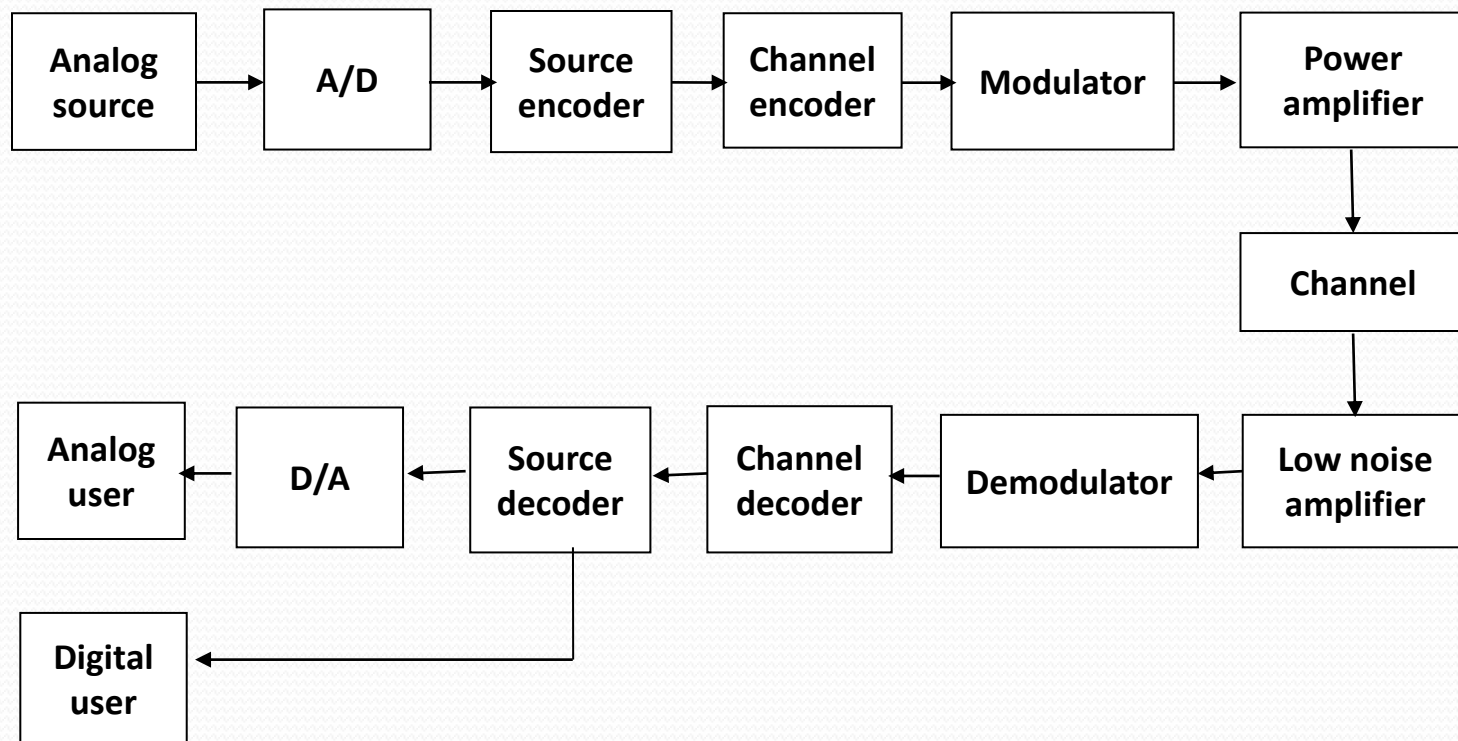 Analog
source
A/D
Source
encoder
Channel
encoder
Modulator
Power
amplifier
Channel
Analog
user
D/A
Source
decoder
Channel
decoder
Demodulator
Low noise
amplifier
Digital
user